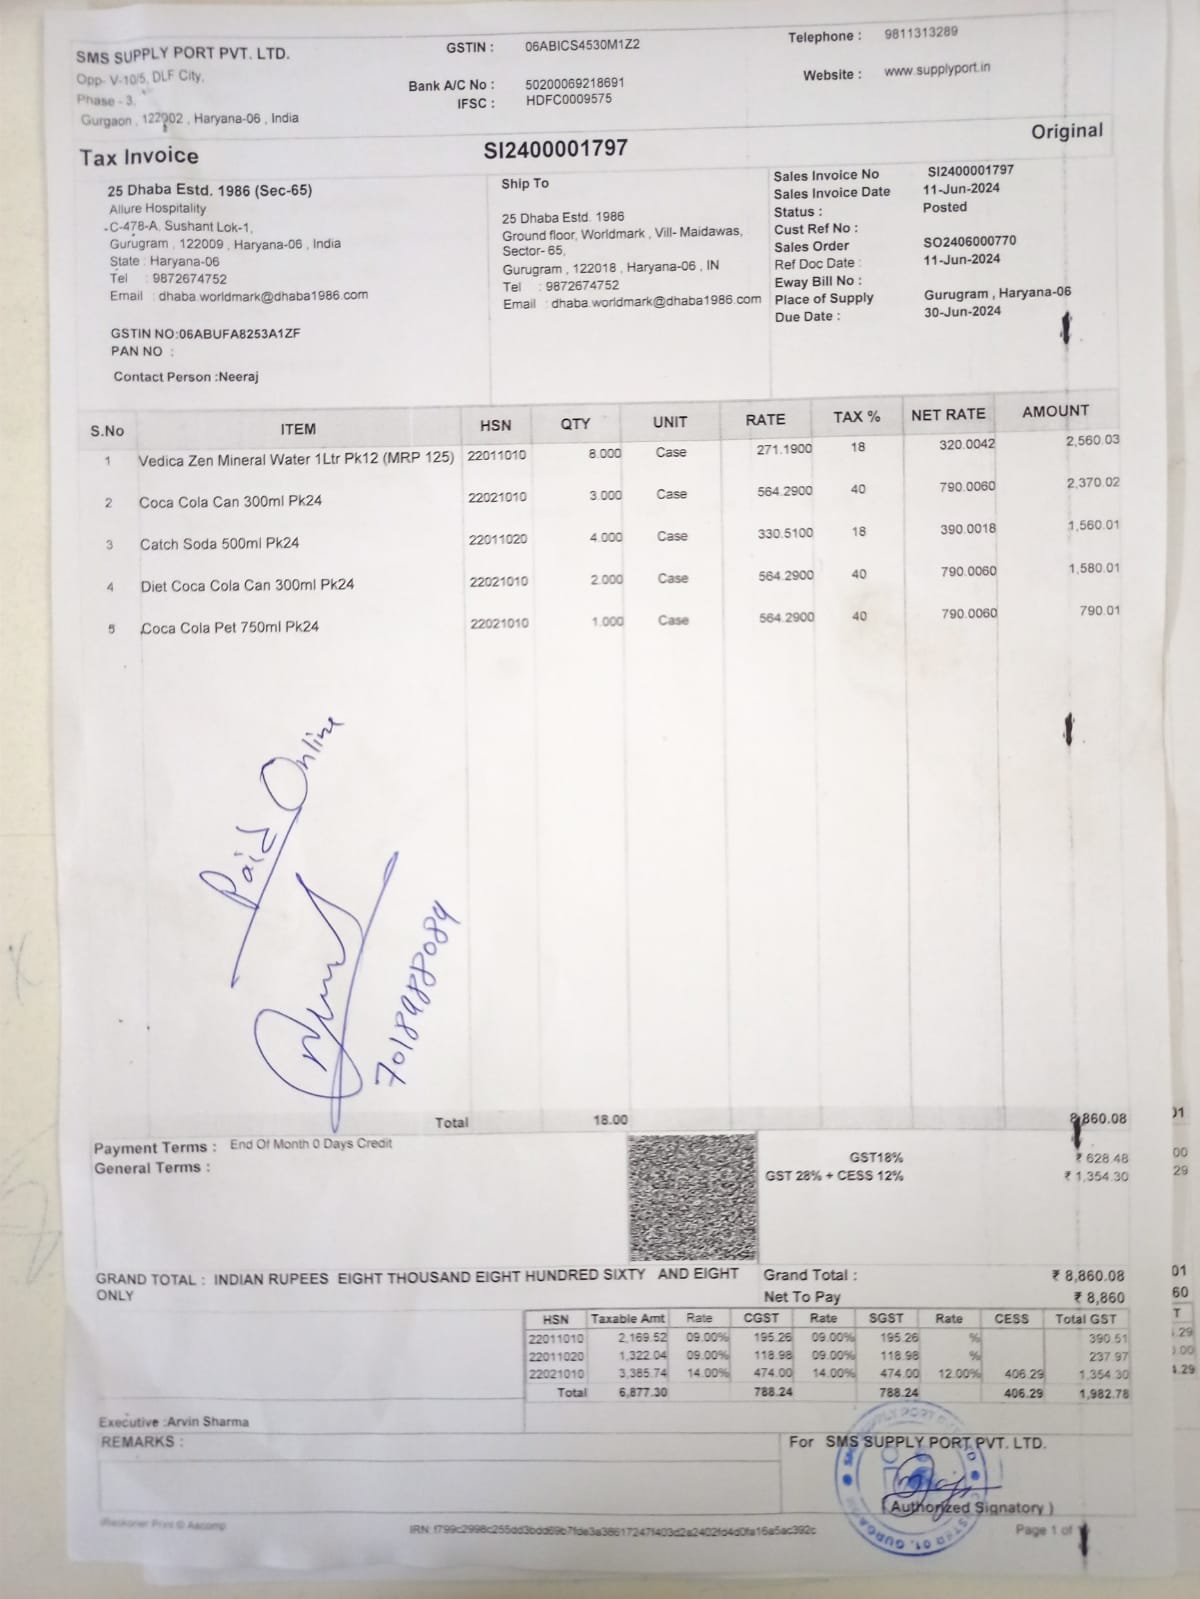 SMS SUPPLY PORT PVT. LTD.
Opp- V-10/5, DLF City,
Phase - 3,
Gurgaon , 122002 , Haryana-06 , India
GSTIN : 06ABICS4530M1Z2
Bank A/C No : 50200069218691
IFSC : HDFC0009575
Telephone : 9811313289
Website : www.supplyport.in
Tax Invoice SI2400001797 Original
25 Dhaba Estd. 1986 (Sec-65)
Allure Hospitality
C-478-A, Sushant Lok-1,
Gurugram , 122009 , Haryana-06 , India
State : Haryana-06
Tel : 9872674752
Email : dhaba.worldmark@dhaba1986.com
GSTIN NO:06ABUFA8253A1ZF
PAN NO :
Contact Person :Neeraj
Ship To
25 Dhaba Estd. 1986
Ground floor, Worldmark , Vill- Maidawas,
Sector- 65,
Gurugram , 122018 , Haryana-06 , IN
Tel : 9872674752
Email : dhaba.worldmark@dhaba1986.com
Sales Invoice No SI2400001797
Sales Invoice Date 11-Jun-2024
Status : Posted
Cust Ref No :
Sales Order SO2406000770
Ref Doc Date : 11-Jun-2024
Eway Bill No :
Place of Supply Gurugram , Haryana-06
Due Date : 30-Jun-2024
S.No ITEM HSN QTY UNIT RATE TAX % NET RATE AMOUNT
1 Vedica Zen Mineral Water 1Ltr Pk12 (MRP 125) 22011010 8.000 Case 271.1900 18 320.0042 2,560.03
2 Coca Cola Can 300ml Pk24 22021010 3.000 Case 564.2900 40 790.0060 2,370.02
3 Catch Soda 500ml Pk24 22011020 4.000 Case 330.5100 18 390.0018 1,560.01
4 Diet Coca Cola Can 300ml Pk24 22021010 2.000 Case 564.2900 40 790.0060 1,580.01
5 Coca Cola Pet 750ml Pk24 22021010 1.000 Case 564.2900 40 790.0060 790.01
Paid Online
7018988084
Total 18.00 8,860.08
Payment Terms : End Of Month 0 Days Credit
General Terms :
GST18% ₹ 628.48
GST 28% + CESS 12% ₹ 1,354.30
GRAND TOTAL : INDIAN RUPEES EIGHT THOUSAND EIGHT HUNDRED SIXTY AND EIGHT
ONLY
Grand Total : ₹ 8,860.08
Net To Pay ₹ 8,860
HSN Taxable Amt Rate CGST Rate SGST Rate CESS Total GST
22011010 2,169.52 09.00% 195.26 09.00% 195.26 % 390.51
22011020 1,322.04 09.00% 118.98 09.00% 118.98 % 237.97
22021010 3,385.74 14.00% 474.00 14.00% 474.00 12.00% 406.29 1,354.30
Total 6,877.30 788.24 788.24 406.29 1,982.78
Executive :Arvin Sharma
REMARKS :
For SMS SUPPLY PORT PVT. LTD.
(Authorized Signatory )
Page 1 of